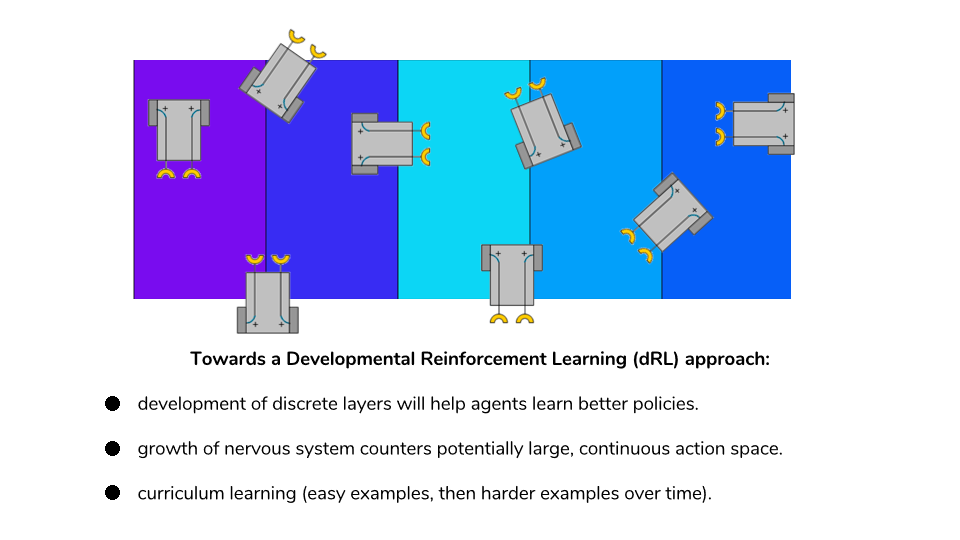 Towards a Developmental Reinforcement Learning (dRL) approach:
● development of discrete layers will help agents learn better policies.
● growth of nervous system counters potentially large, continuous action space.
● curriculum learning (easy examples, then harder examples over time).